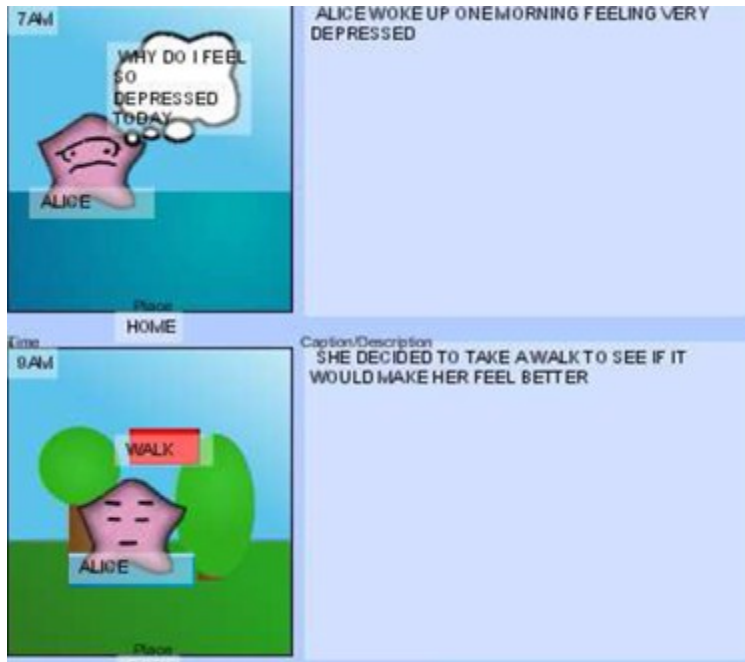 7AM
WHY DO I FEEL
SO
DEPRESSED
TODAY
ALICE
Place
HOME
ALICE WOKE UP ONE MORNING FEELING VERY
DEPRESSED
Time
9AM
WALK
ALICE
Place
Caption/Description
SHE DECIDED TO TAKE A WALK TO SEE IF IT
WOULD MAKE HER FEEL BETTER